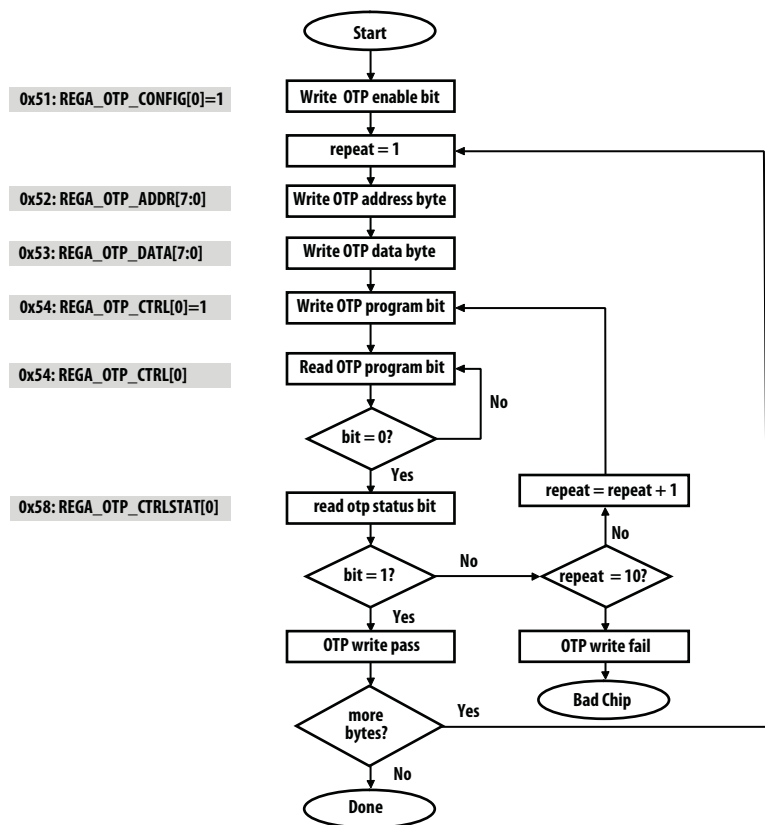 Start
0x51: REGA_OTP_CONFIG[0]=1
Write OTP enable bit
repeat = 1
0x52: REGA_OTP_ADDR[7:0]
Write OTP address byte
0x53: REGA_OTP_DATA[7:0]
Write OTP data byte
0x54: REGA_OTP_CTRL[0]=1
Write OTP program bit
0x54: REGA_OTP_CTRL[0]
Read OTP program bit
No
bit = 0?
Yes
repeat = repeat + 1
0x58: REGA_OTP_CTRLSTAT[0]
read otp status bit
No
bit = 1?
No
repeat = 10?
Yes
OTP write pass
OTP write fail
Bad Chip
more
bytes?
Yes
No
Done